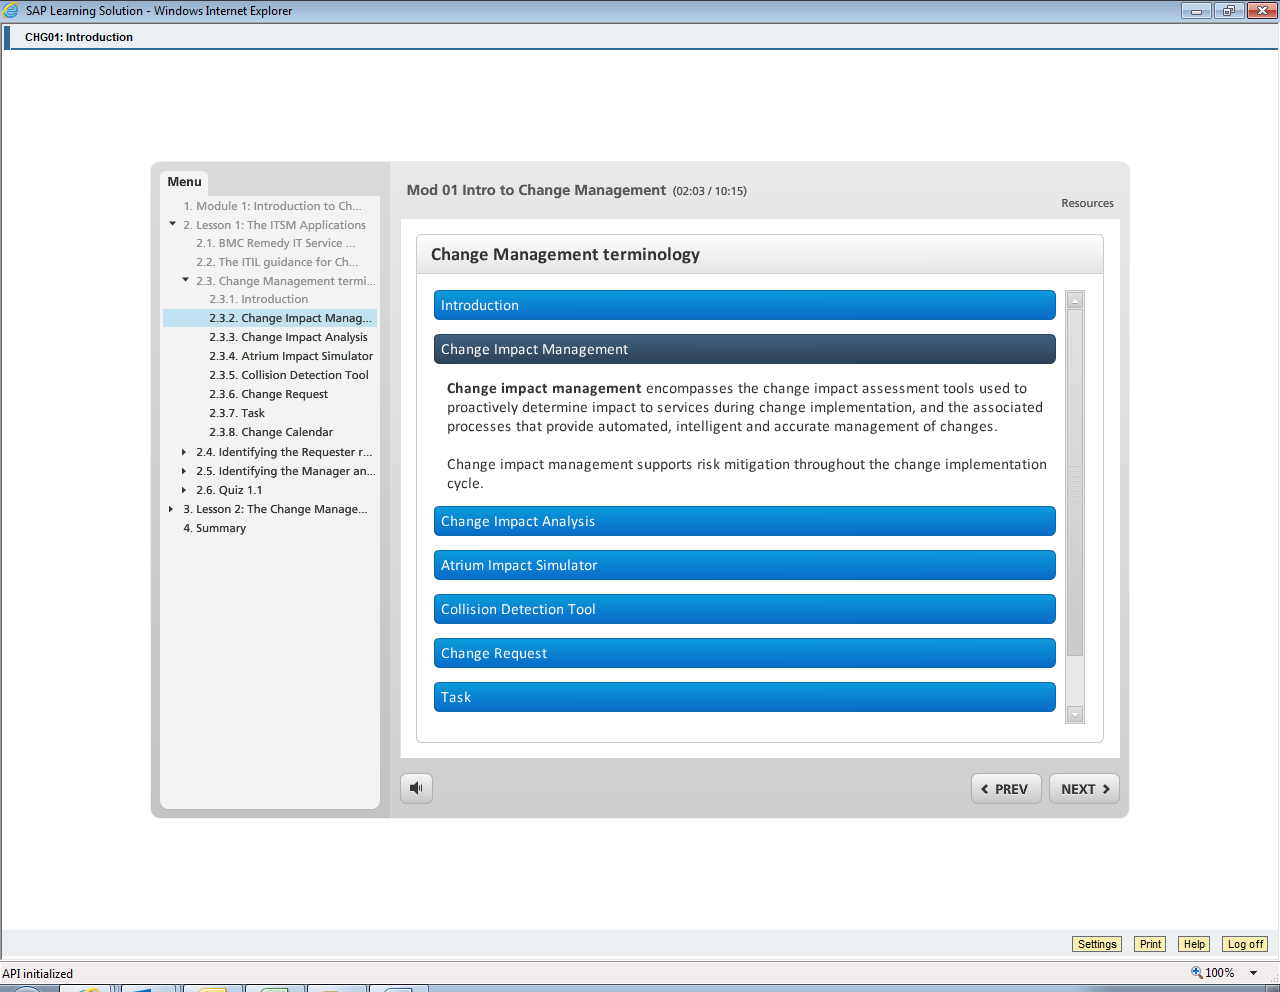 SAP Learning Solution - Windows Internet Explorer
CHG01: Introduction
Menu
1. Module 1: Introduction to Ch...
2. Lesson 1: The ITSM Applications
2.1. BMC Remedy IT Service ...
2.2. The ITIL guidance for Ch...
2.3. Change Management termi...
2.3.1. Introduction
2.3.2. Change Impact Manag...
2.3.3. Change Impact Analysis
2.3.4. Atrium Impact Simulator
2.3.5. Collision Detection Tool
2.3.6. Change Request
2.3.7. Task
2.3.8. Change Calendar
2.4. Identifying the Requester r...
2.5. Identifying the Manager an...
2.6. Quiz 1.1
3. Lesson 2: The Change Manage...
4. Summary
Mod 01 Intro to Change Management (02:03 / 10:15)
Resources
Change Management terminology
Introduction
Change Impact Management
Change impact management encompasses the change impact assessment tools used to
proactively determine impact to services during change implementation, and the associated
processes that provide automated, intelligent and accurate management of changes.
Change impact management supports risk mitigation throughout the change implementation
cycle.
Change Impact Analysis
Atrium Impact Simulator
Collision Detection Tool
Change Request
Task
PREV
NEXT
Settings
Print
Help
Log off
API initialized
100%